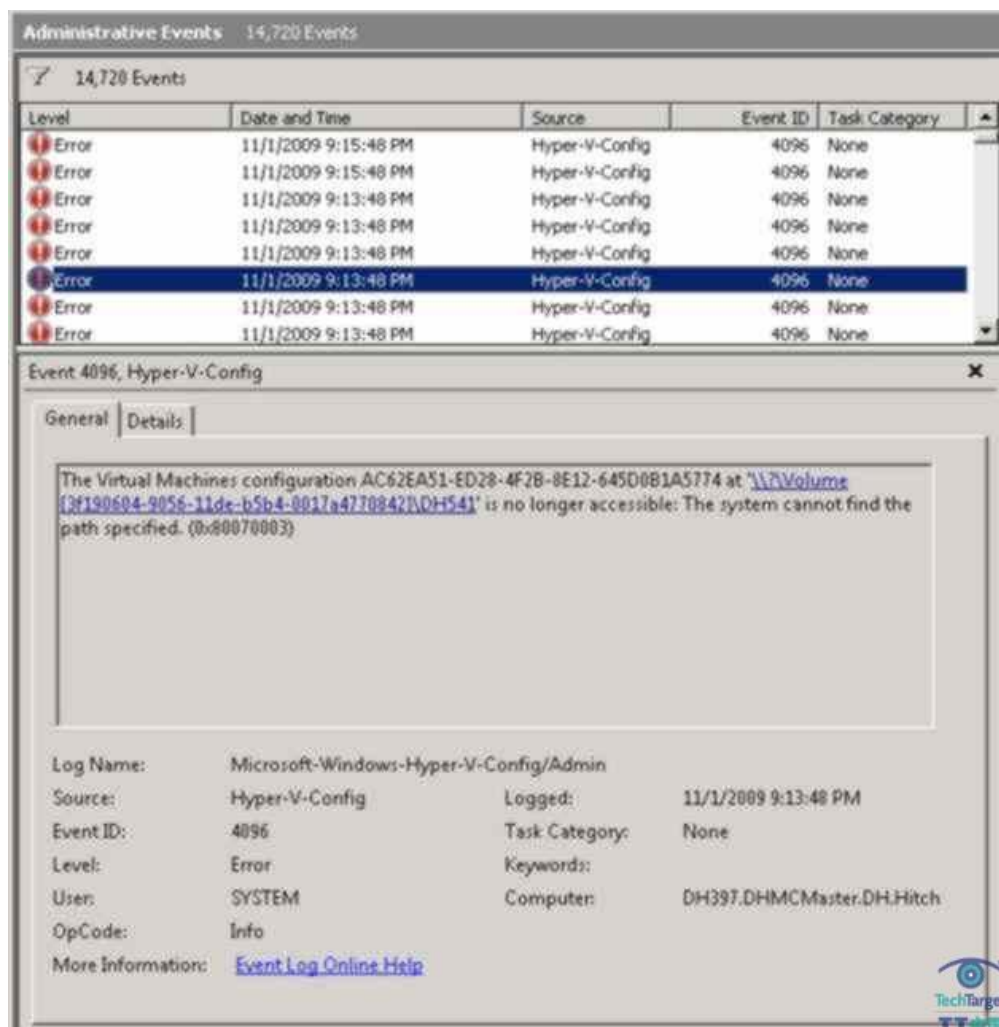 Administrative Events 14,720 Events
14,720 Events
Level Date and Time Source Event ID Task Category
Error 11/1/2009 9:15:48 PM Hyper-V-Config 4096 None
Error 11/1/2009 9:15:48 PM Hyper-V-Config 4096 None
Error 11/1/2009 9:13:48 PM Hyper-V-Config 4096 None
Error 11/1/2009 9:13:48 PM Hyper-V-Config 4096 None
Error 11/1/2009 9:13:48 PM Hyper-V-Config 4096 None
Error 11/1/2009 9:13:48 PM Hyper-V-Config 4096 None
Error 11/1/2009 9:13:48 PM Hyper-V-Config 4096 None
Error 11/1/2009 9:13:48 PM Hyper-V-Config 4096 None
Event 4096, Hyper-V-Config
General Details
The Virtual Machines configuration AC62EA51-ED28-4F2B-8E12-645D0B1A5774 at '\\?\Volume
{3f190604-9056-11de-b5b4-0017a4770842}\DH541' is no longer accessible: The system cannot find the
path specified. (0x80070003)
Log Name: Microsoft-Windows-Hyper-V-Config/Admin
Source: Hyper-V-Config Logged: 11/1/2009 9:13:48 PM
Event ID: 4096 Task Category: None
Level: Error Keywords:
User: SYSTEM Computer: DH397.DHMCMaster.DH.Hitch
OpCode: Info
More Information: Event Log Online Help